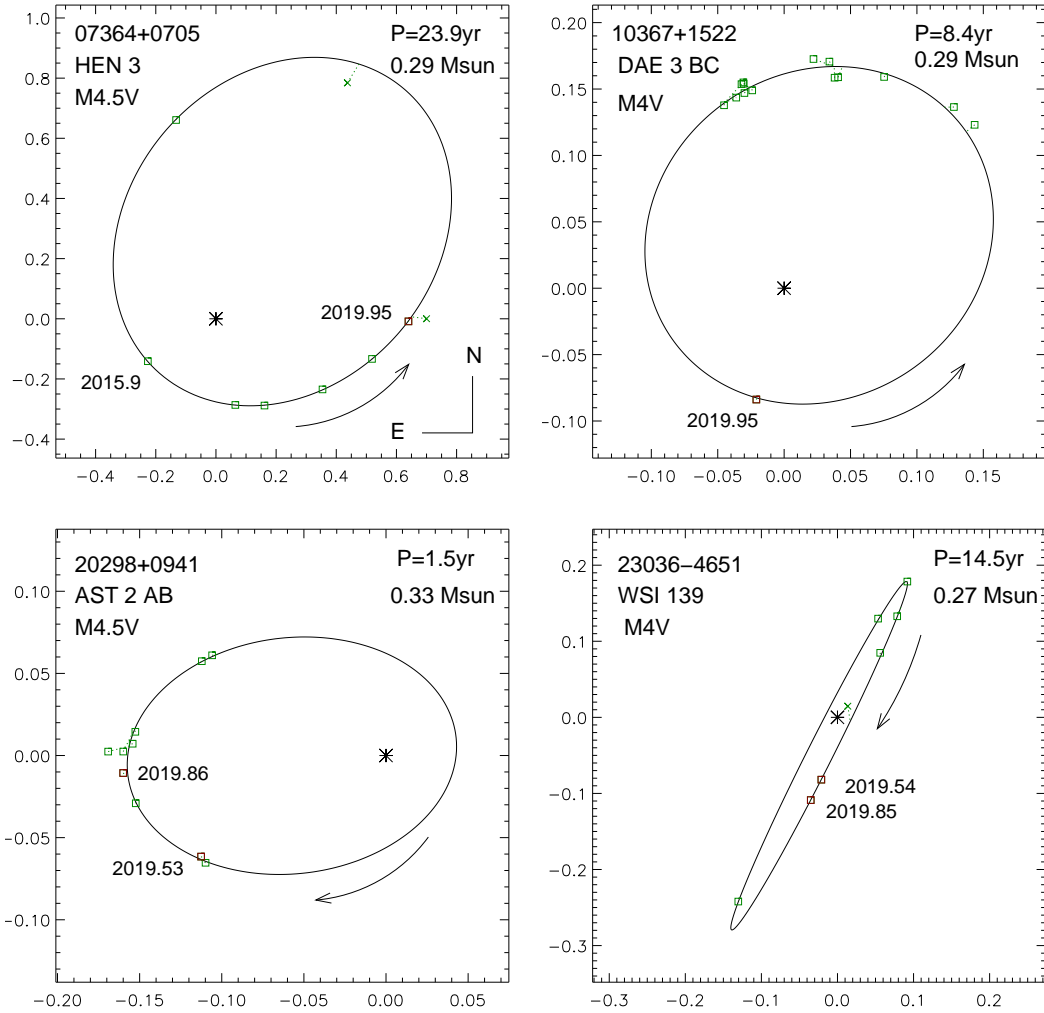 07364+0705
P=23.9yr
HEN 3
0.29 Msun
M4.5V
1.0
0.8
0.6
0.4
0.2
0.0
−0.2
−0.4
2019.95
2015.9
N
E
−0.4 −0.2 0.0 0.2 0.4 0.6 0.8
10367+1522
P=8.4yr
DAE 3 BC
0.29 Msun
M4V
0.20
0.15
0.10
0.05
0.00
−0.05
−0.10
2019.95
−0.10 −0.05 0.00 0.05 0.10 0.15
20298+0941
P=1.5yr
AST 2 AB
0.33 Msun
M4.5V
0.10
0.05
0.00
−0.05
−0.10
2019.86
2019.53
−0.20 −0.15 −0.10 −0.05 0.00 0.05
23036−4651
P=14.5yr
WSI 139
0.27 Msun
M4V
0.2
0.1
0.0
−0.1
−0.2
−0.3
2019.54
2019.85
−0.3 −0.2 −0.1 0.0 0.1 0.2